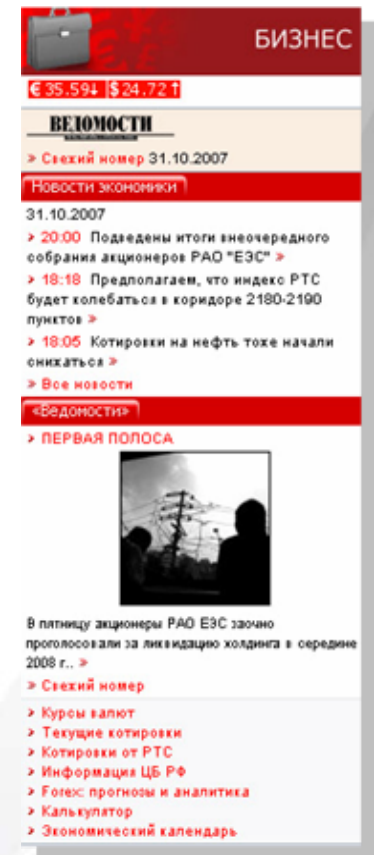 БИЗНЕС
€ 35.59↓ $ 24.72↑
ВЕДОМОСТИ
» Свежий номер 31.10.2007
Новости экономики
31.10.2007
> 20:00 Подведены итоги внеочередного
собрания акционеров РАО "ЕЭС" »
> 18:18 Предполагаем, что индекс РТС
будет колебаться в коридоре 2180-2190
пунктов »
> 18:05 Котировки на нефть тоже начали
снижаться »
» Все новости
«Ведомости»
> ПЕРВАЯ ПОЛОСА
В пятницу акционеры РАО ЕЭС заочно
проголосовали за ликвидацию холдинга в середине
2008 г.. »
» Свежий номер
> Курсы валют
> Текущие котировки
> Котировки от РТС
> Информация ЦБ РФ
> Forex: прогнозы и аналитика
> Калькулятор
> Экономический календарь